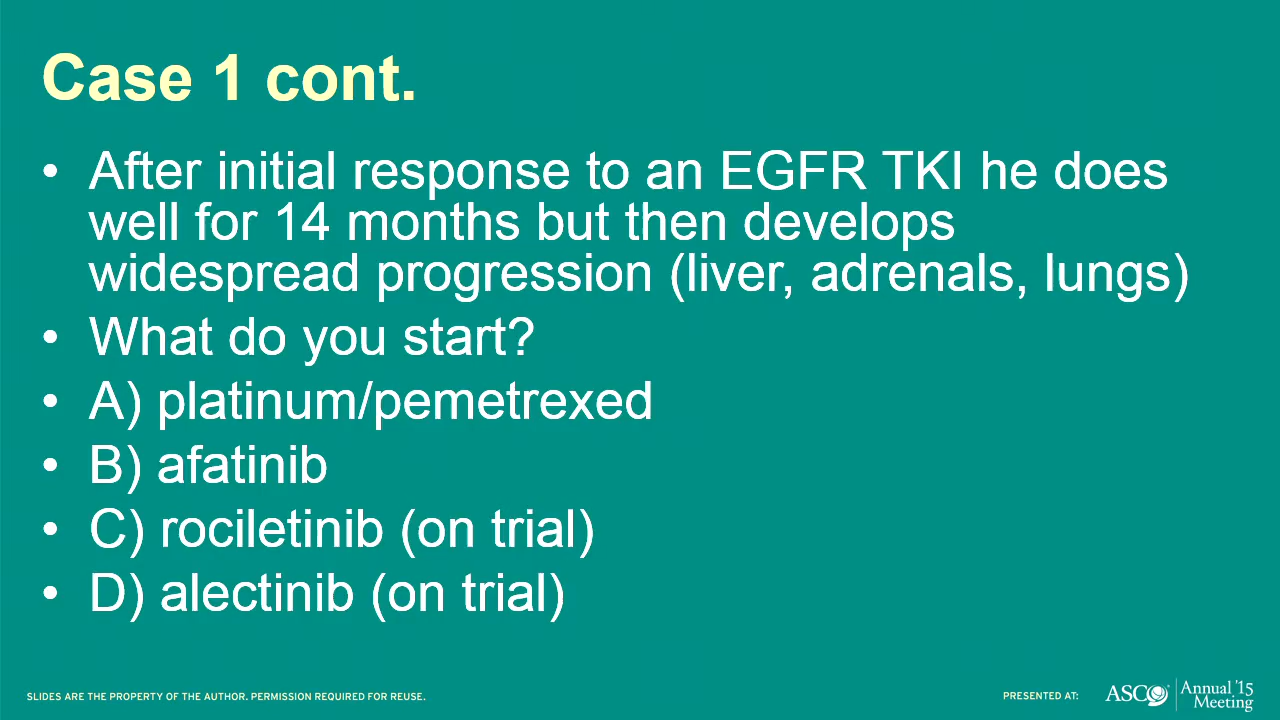 Case 1 cont.
• After initial response to an EGFR TKI he does
well for 14 months but then develops
widespread progression (liver, adrenals, lungs)
• What do you start?
• A) platinum/pemetrexed
• B) afatinib
• C) rociletinib (on trial)
• D) alectinib (on trial)
SLIDES ARE THE PROPERTY OF THE AUTHOR. PERMISSION REQUIRED FOR REUSE.
PRESENTED AT:
ASCO
Annual '15
Meeting